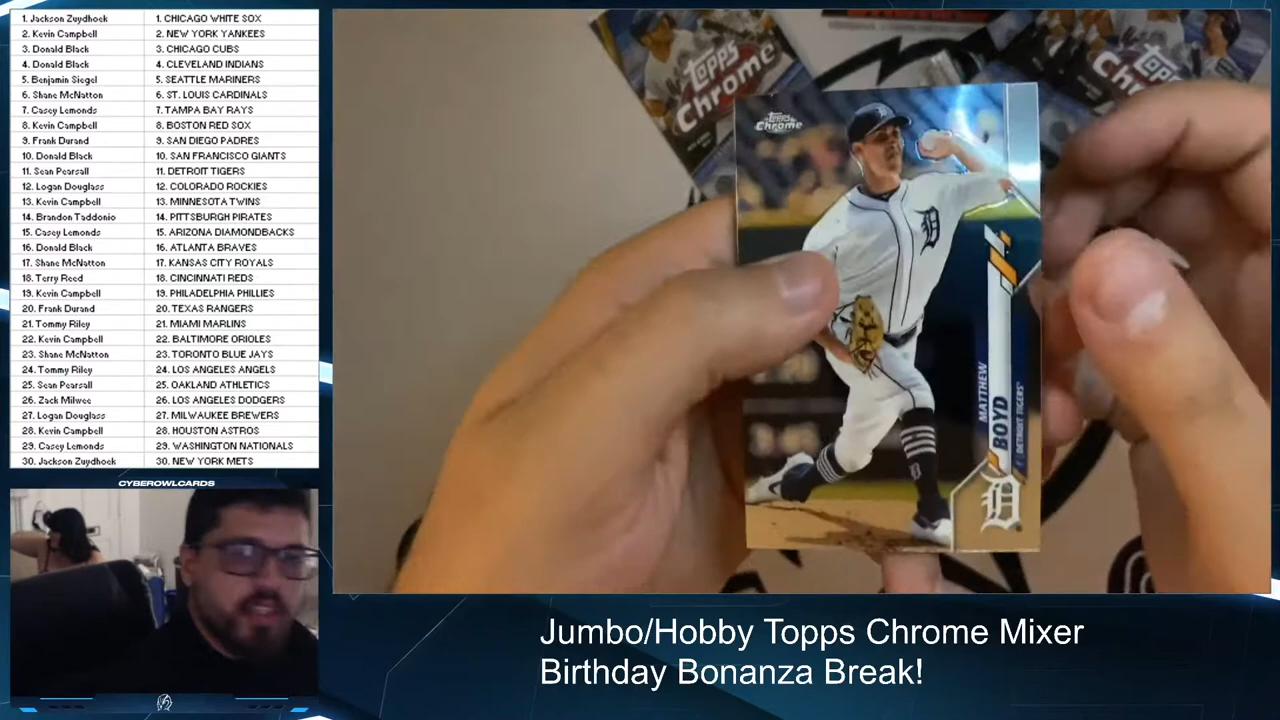 1. Jackson Zuydhoek 1. CHICAGO WHITE SOX
2. Kevin Campbell 2. NEW YORK YANKEES
3. Donald Black 3. CHICAGO CUBS
4. Donald Black 4. CLEVELAND INDIANS
5. Benjamin Siegel 5. SEATTLE MARINERS
6. Shane McNatton 6. ST. LOUIS CARDINALS
7. Casey Lemonds 7. TAMPA BAY RAYS
8. Kevin Campbell 8. BOSTON RED SOX
9. Frank Durand 9. SAN DIEGO PADRES
10. Donald Black 10. SAN FRANCISCO GIANTS
11. Sean Pearsall 11. DETROIT TIGERS
12. Logan Douglass 12. COLORADO ROCKIES
13. Kevin Campbell 13. MINNESOTA TWINS
14. Brandon Taddonio 14. PITTSBURGH PIRATES
15. Casey Lemonds 15. ARIZONA DIAMONDBACKS
16. Donald Black 16. ATLANTA BRAVES
17. Shane McNatton 17. KANSAS CITY ROYALS
18. Terry Reed 18. CINCINNATI REDS
19. Kevin Campbell 19. PHILADELPHIA PHILLIES
20. Frank Durand 20. TEXAS RANGERS
21. Tommy Riley 21. MIAMI MARLINS
22. Kevin Campbell 22. BALTIMORE ORIOLES
23. Shane McNatton 23. TORONTO BLUE JAYS
24. Tommy Riley 24. LOS ANGELES ANGELS
25. Sean Pearsall 25. OAKLAND ATHLETICS
26. Zack Milwee 26. LOS ANGELES DODGERS
27. Logan Douglass 27. MILWAUKEE BREWERS
28. Kevin Campbell 28. HOUSTON ASTROS
29. Casey Lemonds 29. WASHINGTON NATIONALS
30. Jackson Zuydhoek 30. NEW YORK METS
CYBEROWLCARDS
Topps
Chrome
Topps
Chrome
Topps
Chrome
D
MATTHEW
BOYD
DETROIT TIGERS
D
Jumbo/Hobby Topps Chrome Mixer
Birthday Bonanza Break!